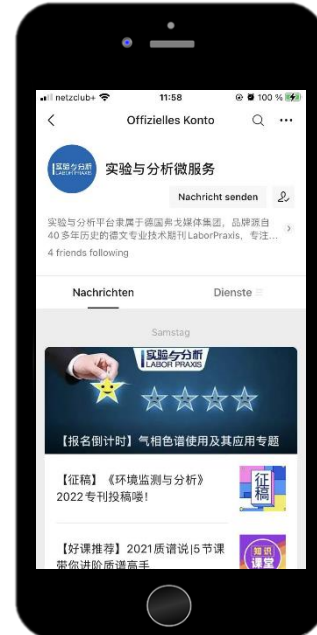 netzclub+ 11:58 100 %
Offizielles Konto
实验与分析
LABORPRAXIS
实验与分析微服务
Nachricht senden
实验与分析平台隶属于德国弗戈媒体集团，品牌源自
40多年历史的德文专业技术期刊LaborPraxis，专注...
4 friends following
Nachrichten Dienste
Samstag
实验与分析
LABOR PRAXIS
【报名倒计时】气相色谱使用及其应用专题
【征稿】《环境监测与分析》
2022专刊投稿喽！
征稿
【好课推荐】2021质谱说|5节课
带你进阶质谱高手
知识
课堂